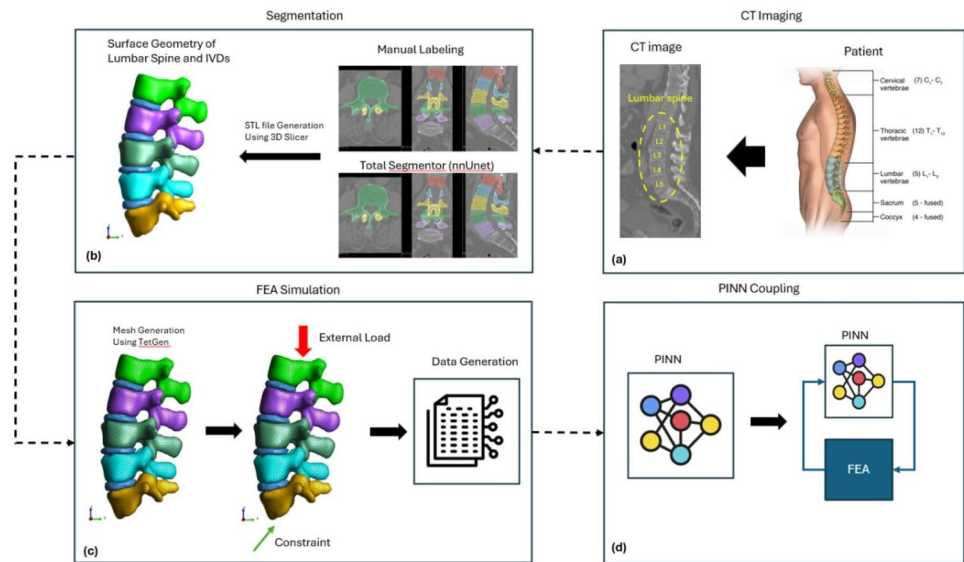 Segmentation
CT Imaging
Surface Geometry of
Lumbar Spine and IVDs
Manual Labeling
STL file Generation
Using 3D Slicer
Total Segmentor (nnUnet)
(b)
CT image
Patient
Lumbar spine
L1
L2
L3
L4
L5
Cervical (7) C₁- C₇
vertebrae
Thoracic (12) T₁- T₁₂
vertebrae
Lumbar (5) L₁- L₅
vertebrae
Sacrum (5 - fused)
Coccyx (4 - fused)
(a)
FEA Simulation
PINN Coupling
Mesh Generation
Using TetGen
External Load
Data Generation
Constraint
(c)
PINN
PINN
FEA
(d)